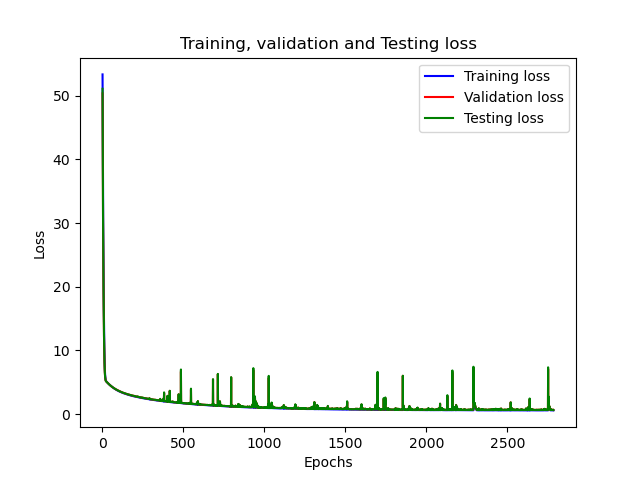 Training, validation and Testing loss
Training loss
Validation loss
Testing loss
Loss
50
40
30
20
10
0
0 500 1000 1500 2000 2500
Epochs